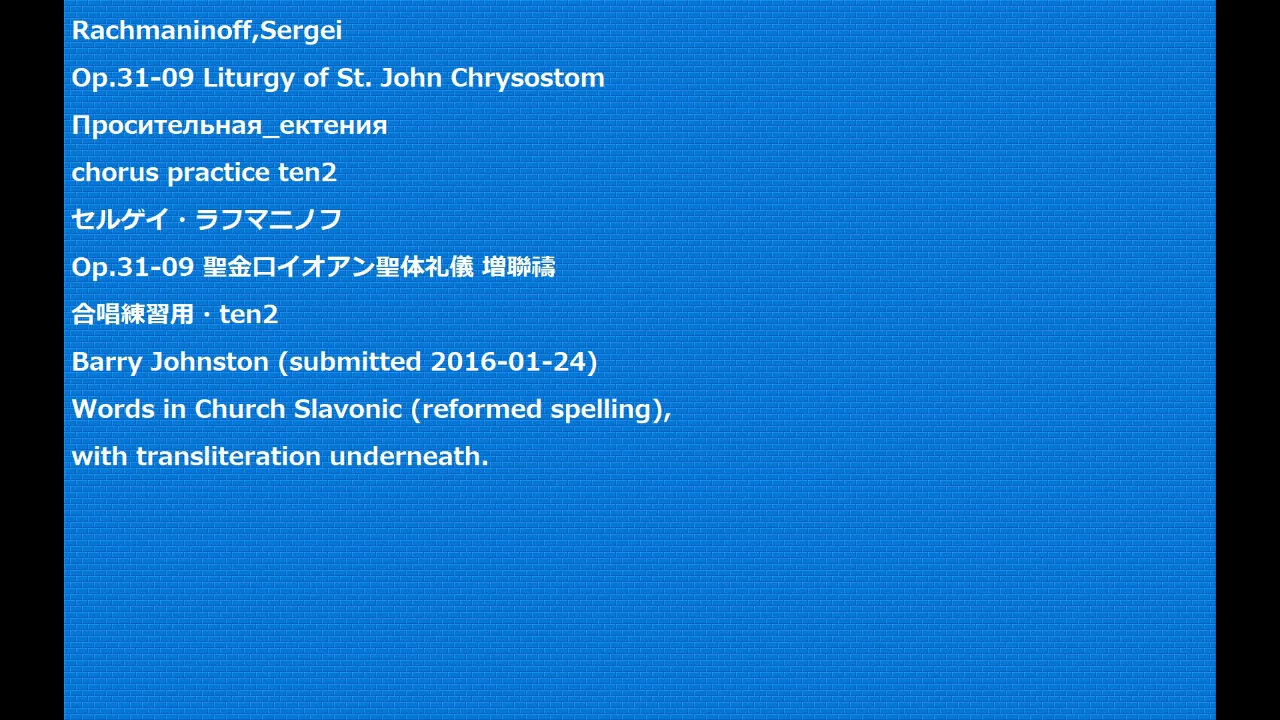 Rachmaninoff,Sergei
Op.31-09 Liturgy of St. John Chrysostom
Просительная_ектения
chorus practice ten2
セルゲイ・ラフマニノフ
Op.31-09 聖金口イオアン聖体礼儀 増聯禱
合唱練習用・ten2
Barry Johnston (submitted 2016-01-24)
Words in Church Slavonic (reformed spelling),
with transliteration underneath.